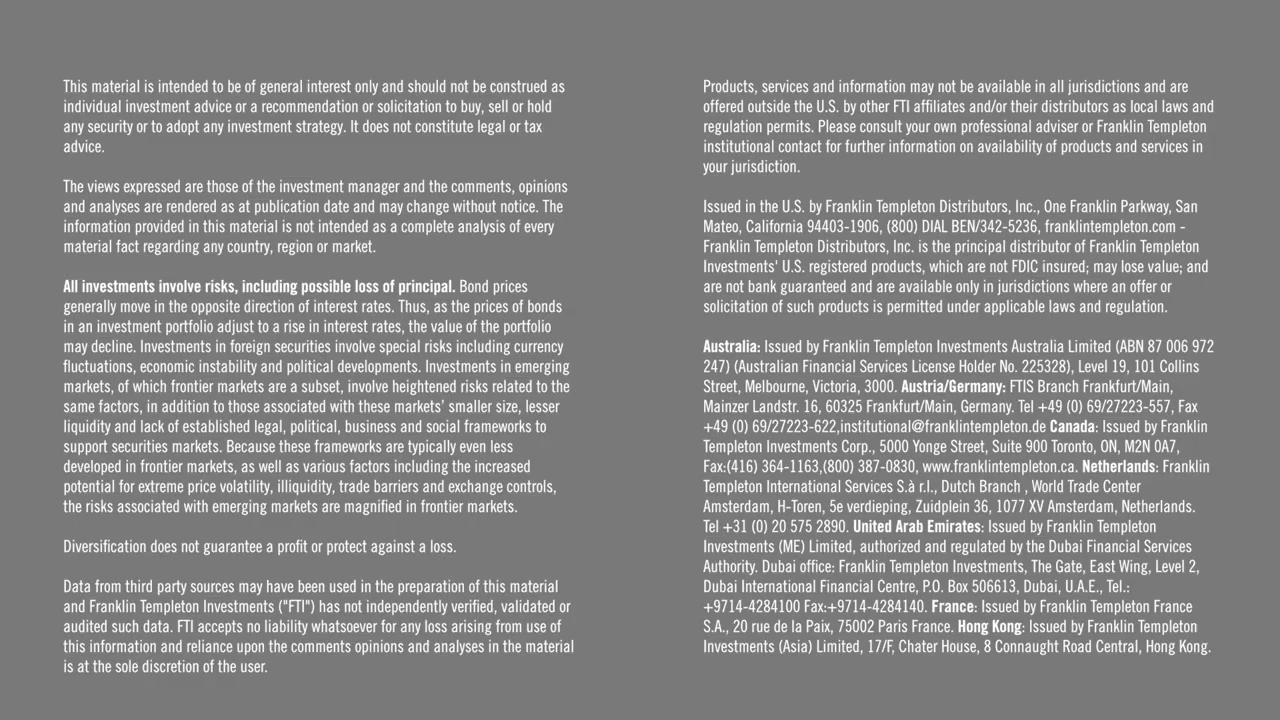 This material is intended to be of general interest only and should not be construed as
individual investment advice or a recommendation or solicitation to buy, sell or hold
any security or to adopt any investment strategy. It does not constitute legal or tax
advice.
The views expressed are those of the investment manager and the comments, opinions
and analyses are rendered as at publication date and may change without notice. The
information provided in this material is not intended as a complete analysis of every
material fact regarding any country, region or market.
All investments involve risks, including possible loss of principal. Bond prices
generally move in the opposite direction of interest rates. Thus, as the prices of bonds
in an investment portfolio adjust to a rise in interest rates, the value of the portfolio
may decline. Investments in foreign securities involve special risks including currency
fluctuations, economic instability and political developments. Investments in emerging
markets, of which frontier markets are a subset, involve heightened risks related to the
same factors, in addition to those associated with these markets’ smaller size, lesser
liquidity and lack of established legal, political, business and social frameworks to
support securities markets. Because these frameworks are typically even less
developed in frontier markets, as well as various factors including the increased
potential for extreme price volatility, illiquidity, trade barriers and exchange controls,
the risks associated with emerging markets are magnified in frontier markets.
Diversification does not guarantee a profit or protect against a loss.
Data from third party sources may have been used in the preparation of this material
and Franklin Templeton Investments ("FTI") has not independently verified, validated or
audited such data. FTI accepts no liability whatsoever for any loss arising from use of
this information and reliance upon the comments opinions and analyses in the material
is at the sole discretion of the user.
Products, services and information may not be available in all jurisdictions and are
offered outside the U.S. by other FTI affiliates and/or their distributors as local laws and
regulation permits. Please consult your own professional adviser or Franklin Templeton
institutional contact for further information on availability of products and services in
your jurisdiction.
Issued in the U.S. by Franklin Templeton Distributors, Inc., One Franklin Parkway, San
Mateo, California 94403-1906, (800) DIAL BEN/342-5236, franklintempleton.com -
Franklin Templeton Distributors, Inc. is the principal distributor of Franklin Templeton
Investments' U.S. registered products, which are not FDIC insured; may lose value; and
are not bank guaranteed and are available only in jurisdictions where an offer or
solicitation of such products is permitted under applicable laws and regulation.
Australia: Issued by Franklin Templeton Investments Australia Limited (ABN 87 006 972
247) (Australian Financial Services License Holder No. 225328), Level 19, 101 Collins
Street, Melbourne, Victoria, 3000. Austria/Germany: FTIS Branch Frankfurt/Main,
Mainzer Landstr. 16, 60325 Frankfurt/Main, Germany. Tel +49 (0) 69/27223-557, Fax
+49 (0) 69/27223-622,institutional@franklintempleton.de Canada: Issued by Franklin
Templeton Investments Corp., 5000 Yonge Street, Suite 900 Toronto, ON, M2N 0A7,
Fax:(416) 364-1163,(800) 387-0830, www.franklintempleton.ca. Netherlands: Franklin
Templeton International Services S.à r.l., Dutch Branch , World Trade Center
Amsterdam, H-Toren, 5e verdieping, Zuidplein 36, 1077 XV Amsterdam, Netherlands.
Tel +31 (0) 20 575 2890. United Arab Emirates: Issued by Franklin Templeton
Investments (ME) Limited, authorized and regulated by the Dubai Financial Services
Authority. Dubai office: Franklin Templeton Investments, The Gate, East Wing, Level 2,
Dubai International Financial Centre, P.O. Box 506613, Dubai, U.A.E., Tel.:
+9714-4284100 Fax:+9714-4284140. France: Issued by Franklin Templeton France
S.A., 20 rue de la Paix, 75002 Paris France. Hong Kong: Issued by Franklin Templeton
Investments (Asia) Limited, 17/F, Chater House, 8 Connaught Road Central, Hong Kong.